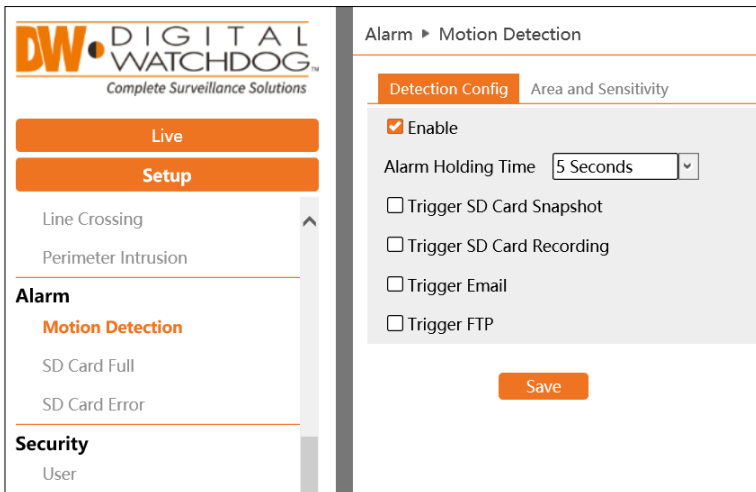 DW DIGITAL
WATCHDOG™
Complete Surveillance Solutions
Live
Setup
Line Crossing
Perimeter Intrusion
Alarm
Motion Detection
SD Card Full
SD Card Error
Security
User
Alarm ▶ Motion Detection
Detection Config Area and Sensitivity
Enable
Alarm Holding Time 5 Seconds
Trigger SD Card Snapshot
Trigger SD Card Recording
Trigger Email
Trigger FTP
Save